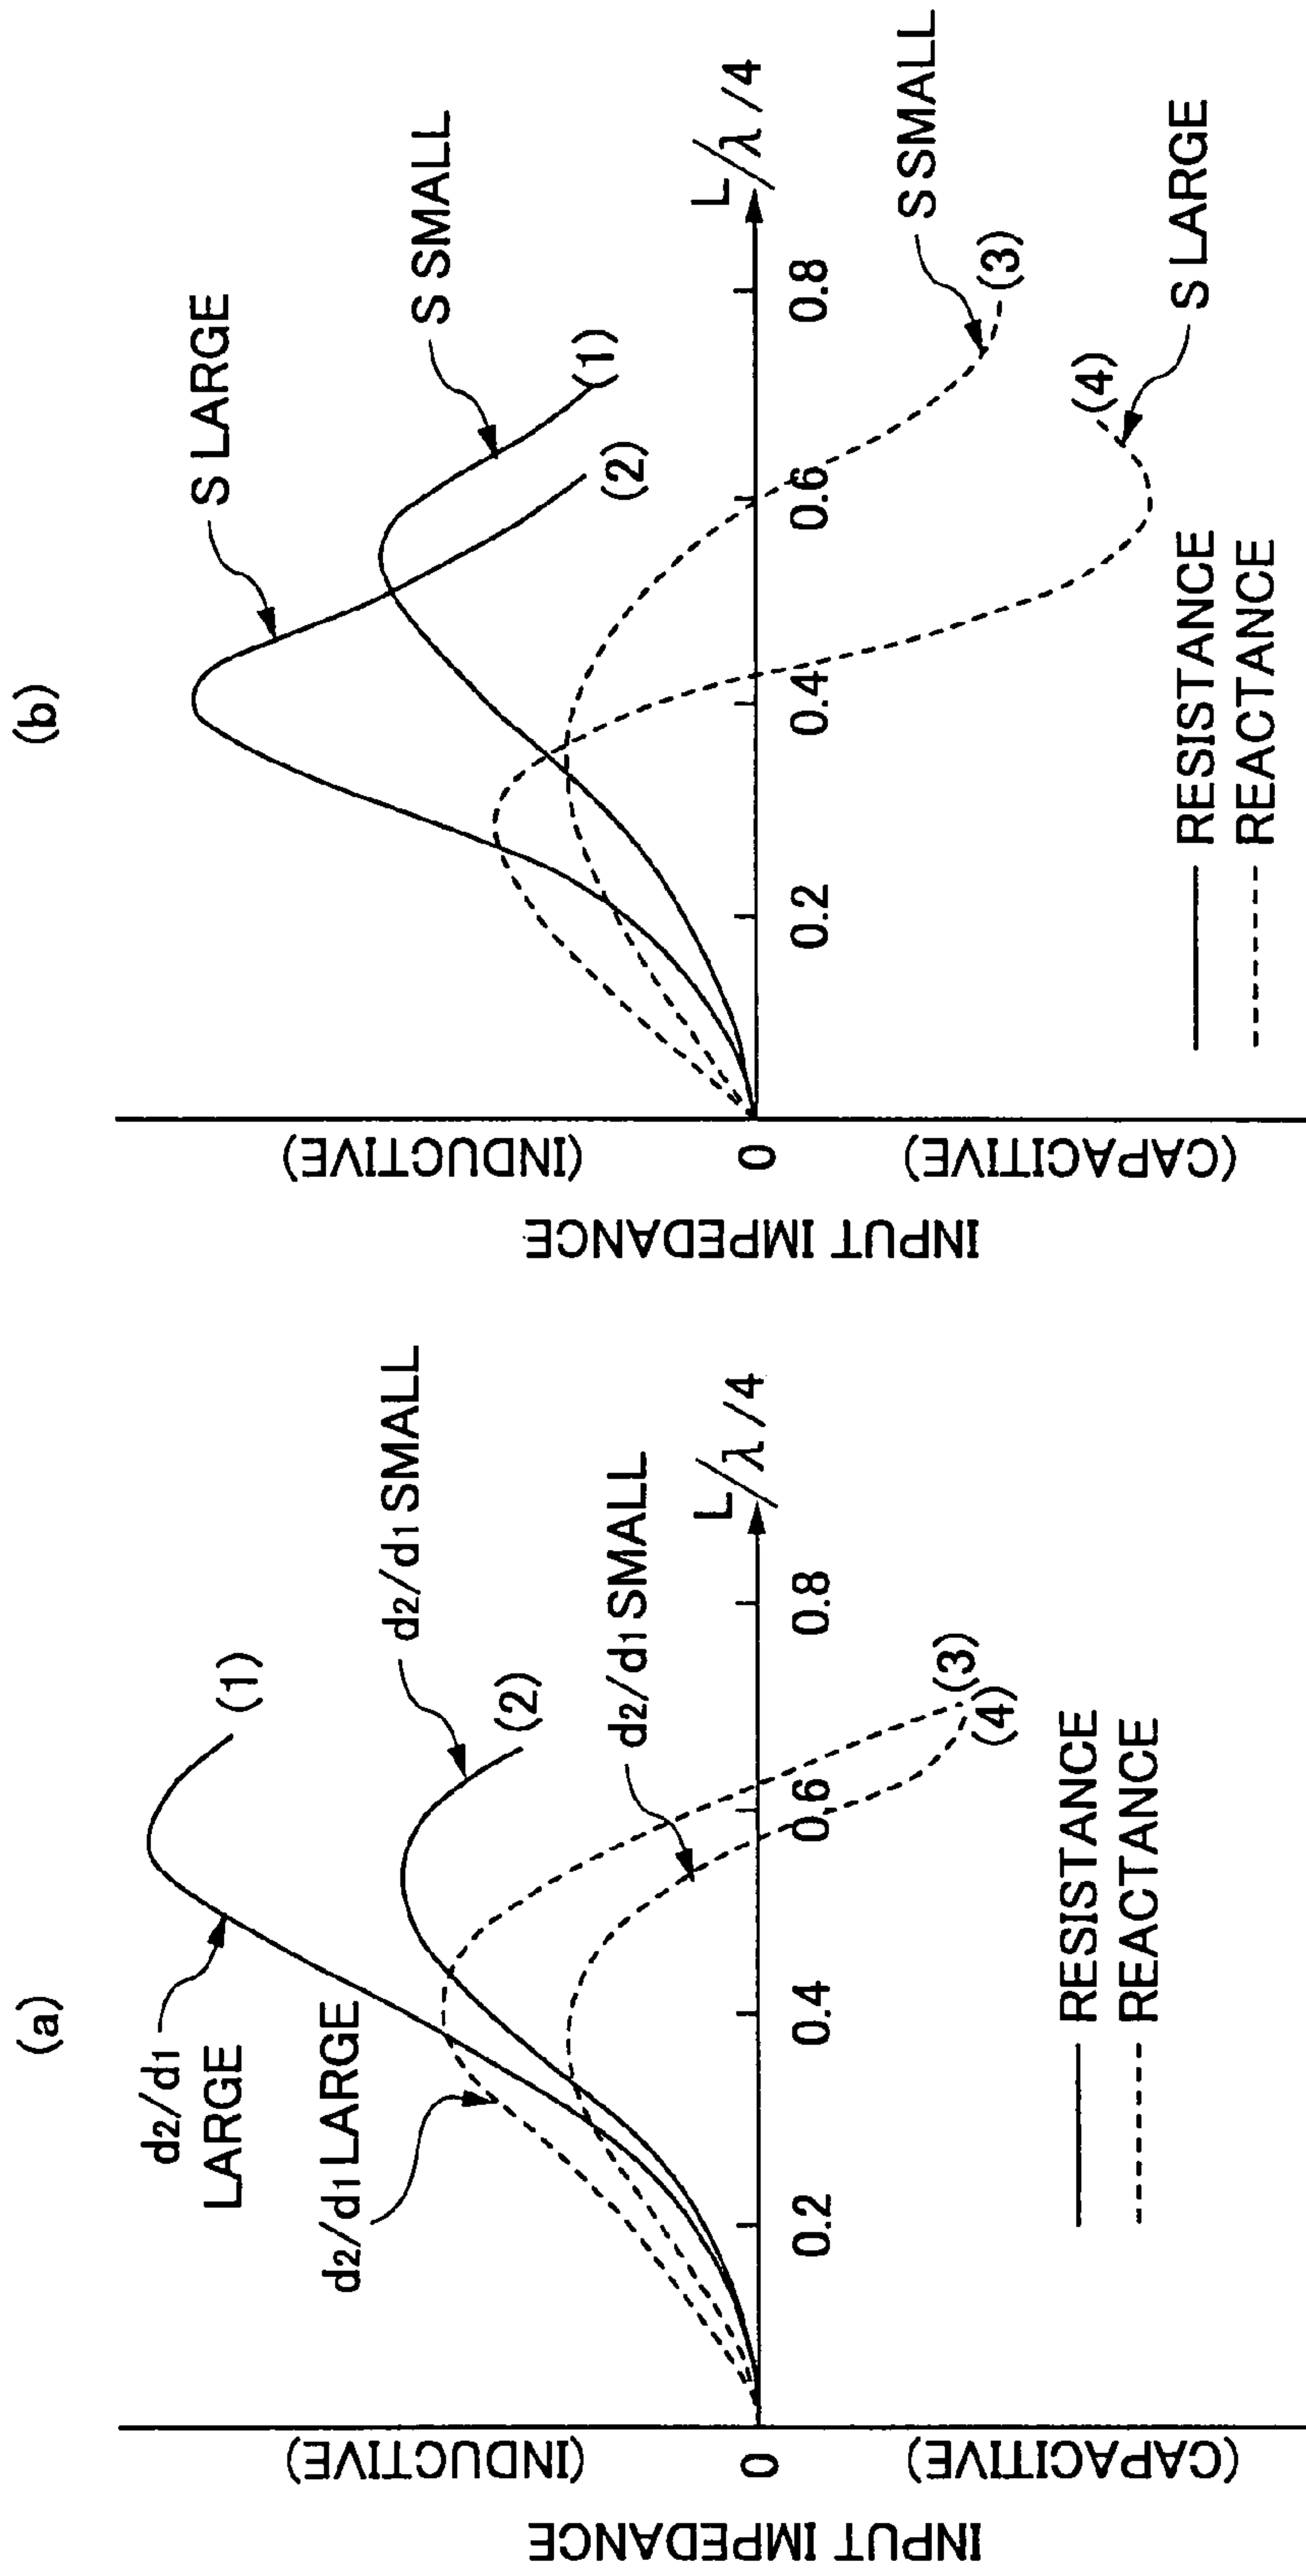 (a)
INPUT IMPEDANCE
(INDUCTIVE)
0
(CAPACITIVE)
d2/d1
LARGE
d2/d1 LARGE
(1)
d2/d1 SMALL
(2)
d2/d1 SMALL
L/λ/4
0.2
0.4
0.6
0.8
(3)
(4)
RESISTANCE
REACTANCE
(b)
INPUT IMPEDANCE
(INDUCTIVE)
0
(CAPACITIVE)
S LARGE
S SMALL
(1)
(2)
L/λ/4
0.2
0.4
0.6
0.8
S SMALL
(3)
(4)
S LARGE
RESISTANCE
REACTANCE